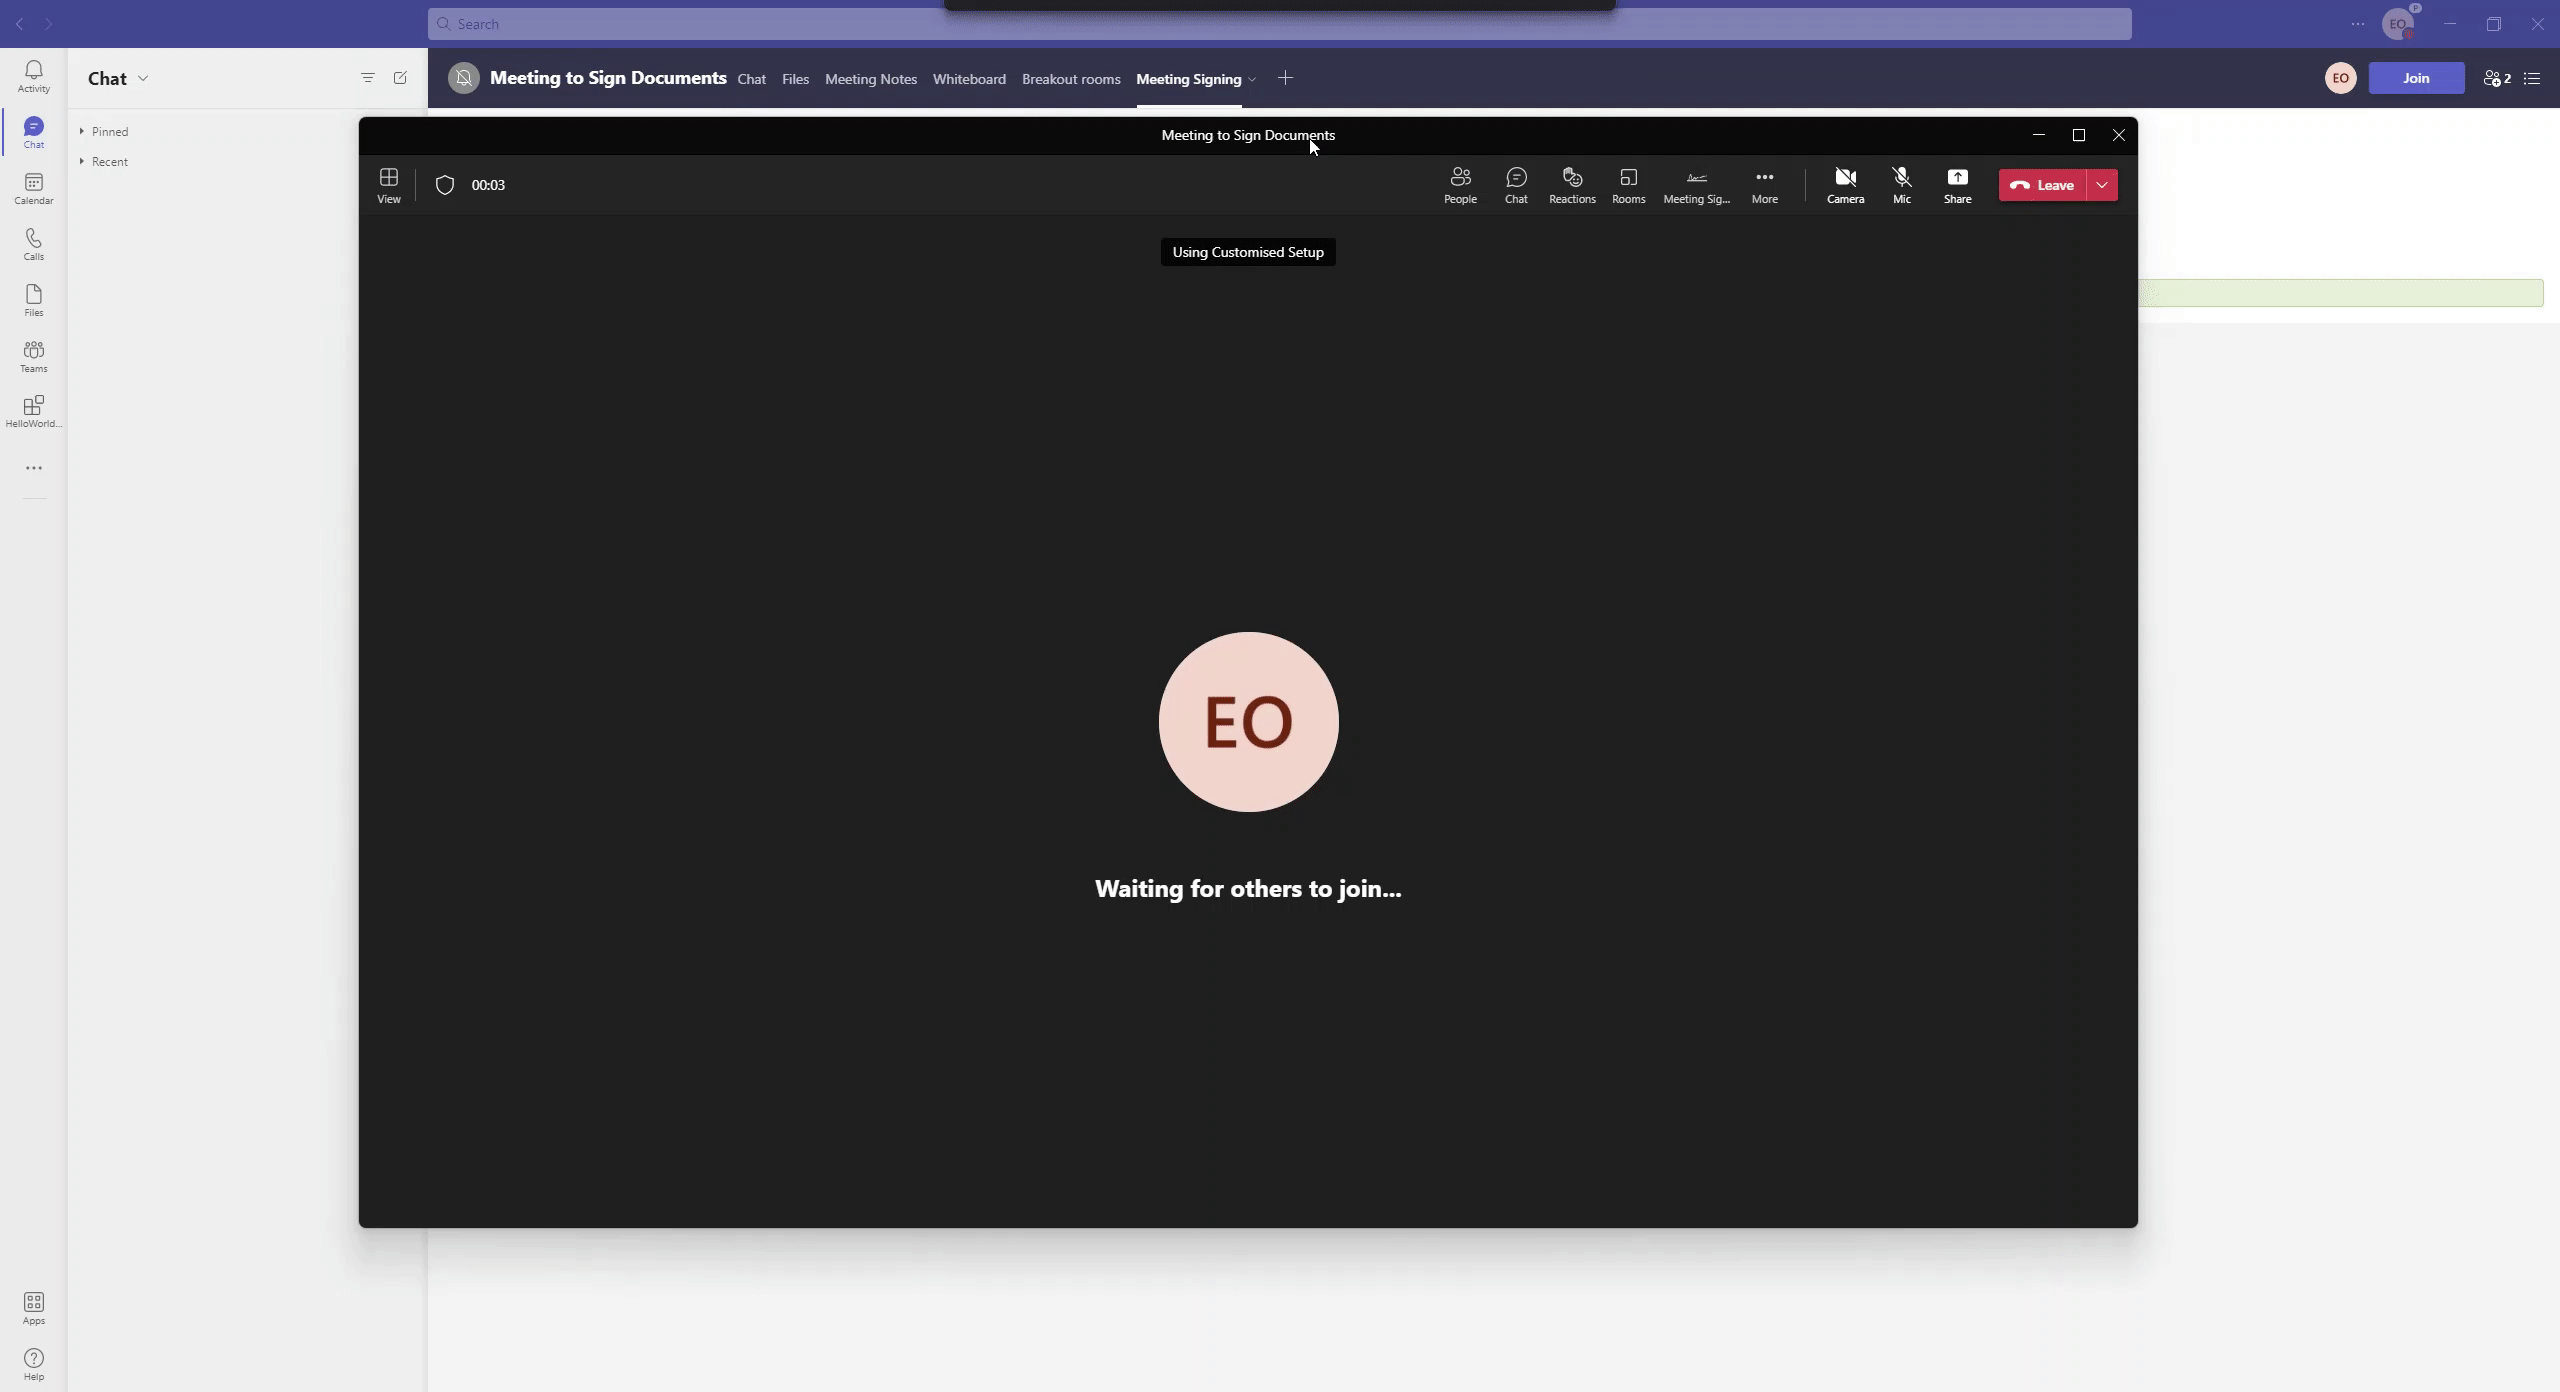 Search
EO
P
Activity
Chat
Calendar
Calls
Files
Teams
HelloWorld...
Apps
Help
Chat
Pinned
Recent
Meeting to Sign Documents Chat Files Meeting Notes Whiteboard Breakout rooms Meeting Signing
EO Join 2
Meeting to Sign Documents
View 00:03 People Chat Reactions Rooms Meeting Sig... More Camera Mic Share Leave
Using Customised Setup
EO
Waiting for others to join...